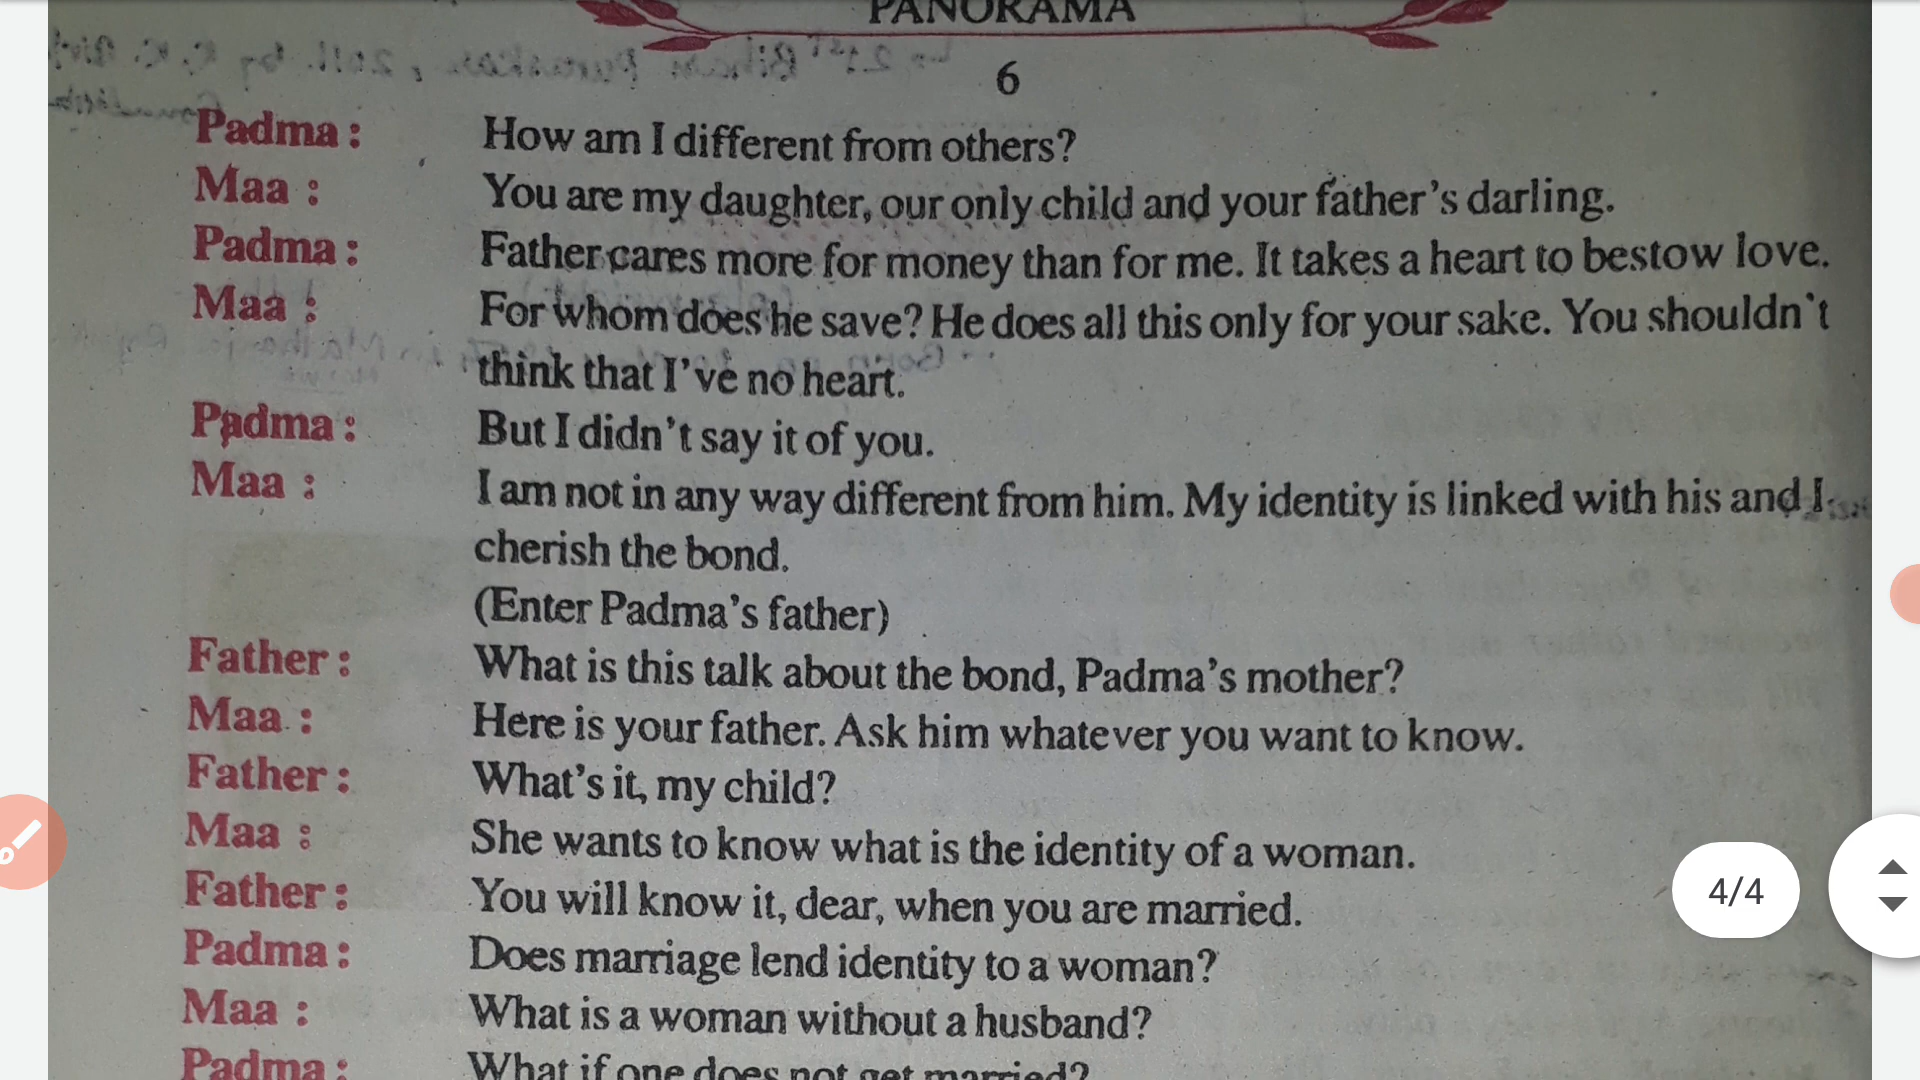 PANORAMA
6
Padma : How am I different from others?
Maa : You are my daughter, our only child and your father's darling.
Padma : Father cares more for money than for me. It takes a heart to bestow love.
Maa : For whom does he save? He does all this only for your sake. You shouldn't
think that I've no heart.
Padma : But I didn't say it of you.
Maa : I am not in any way different from him. My identity is linked with his and I
cherish the bond.
(Enter Padma's father)
Father : What is this talk about the bond, Padma's mother?
Maa : Here is your father. Ask him whatever you want to know.
Father : What's it, my child?
Maa : She wants to know what is the identity of a woman.
Father : You will know it, dear, when you are married.
Padma : Does marriage lend identity to a woman?
Maa : What is a woman without a husband?
Padma : What if one does not get married?
4/4